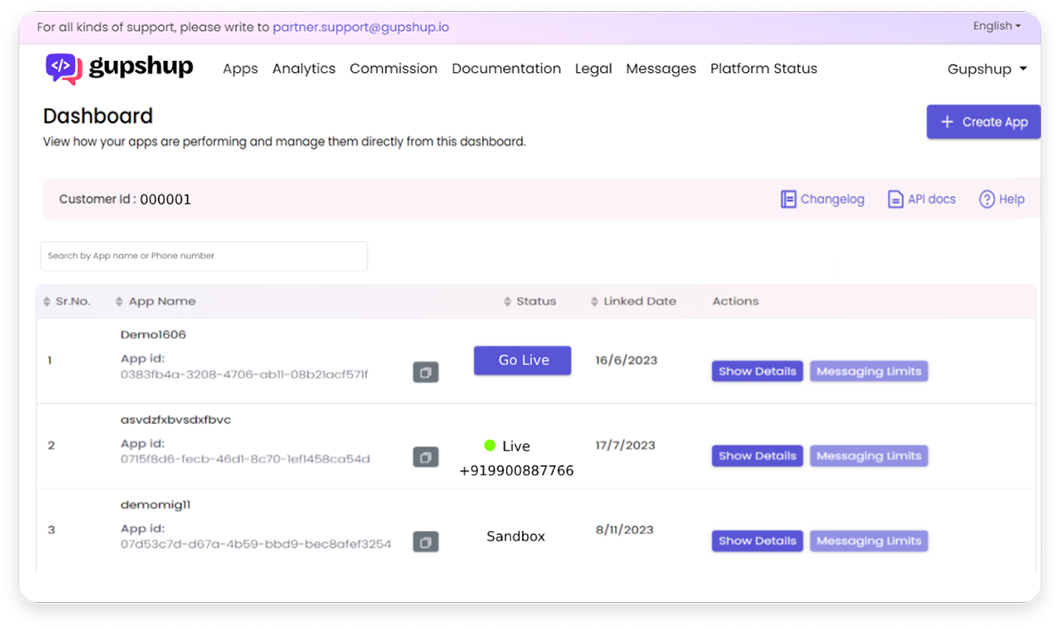 For all kinds of support, please write to partner.support@gupshup.io English
</> gupshup Apps Analytics Commission Documentation Legal Messages Platform Status Gupshup
Dashboard
+ Create App
View how your apps are performing and manage them directly from this dashboard.
Customer Id : 000001 Changelog API docs ? Help
Search by App name or Phone number
Sr.No. App Name Status Linked Date Actions
Demo1606
1 App id: Go Live 16/6/2023 Show Details Messaging Limits
0383fb4a-3208-4706-ab11-08b21acf571f
asvdzfxbvsdxfbvc
2 App id: Live 17/7/2023 Show Details Messaging Limits
0715f8d6-fecb-46d1-8c70-1ef1458ca54d +919900887766
demomig11
3 App id: Sandbox 8/11/2023 Show Details Messaging Limits
07d53c7d-d67a-4b59-bbd9-bec8afef3254